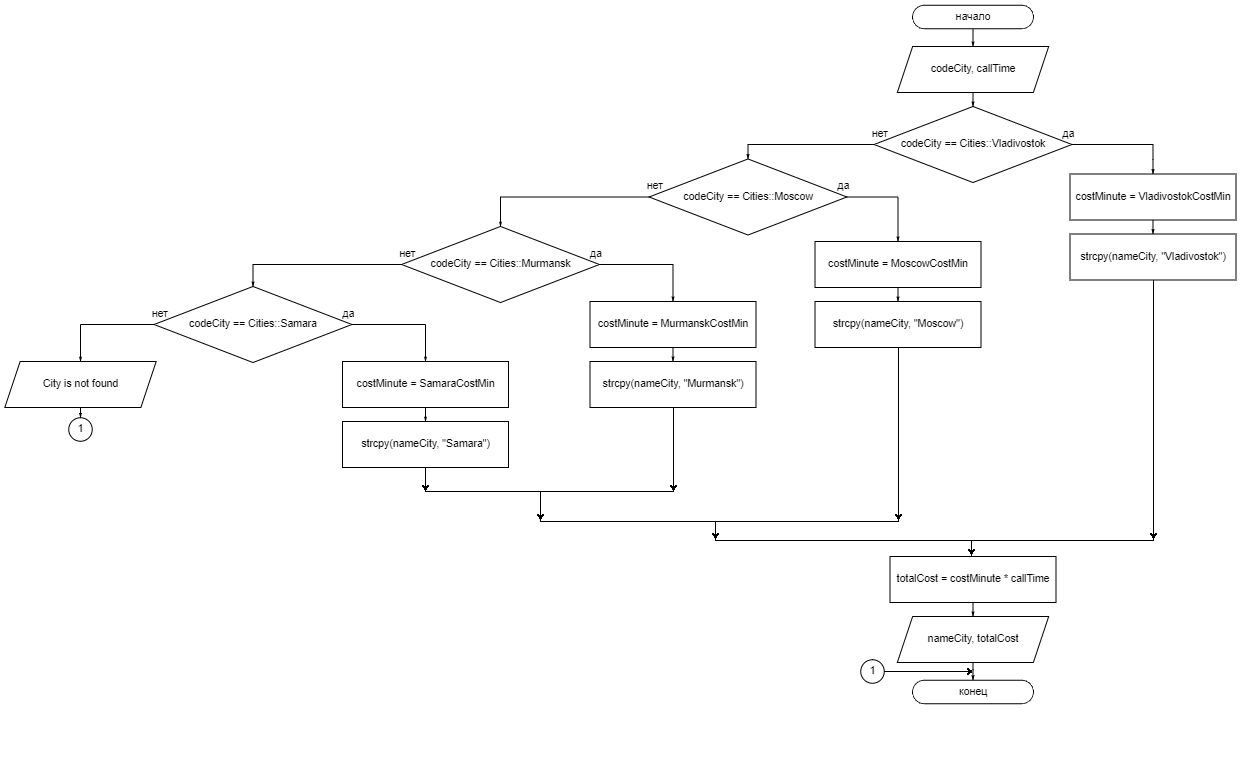 начало
codeCity, callTime
нет
codeCity == Cities::Vladivostok
да
нет
codeCity == Cities::Moscow
да
costMinute = VladivostokCostMin
strcpy(nameCity, "Vladivostok")
нет
codeCity == Cities::Murmansk
да
costMinute = MoscowCostMin
strcpy(nameCity, "Moscow")
нет
codeCity == Cities::Samara
да
costMinute = MurmanskCostMin
strcpy(nameCity, "Murmansk")
City is not found
1
costMinute = SamaraCostMin
strcpy(nameCity, "Samara")
totalCost = costMinute * callTime
nameCity, totalCost
1
конец